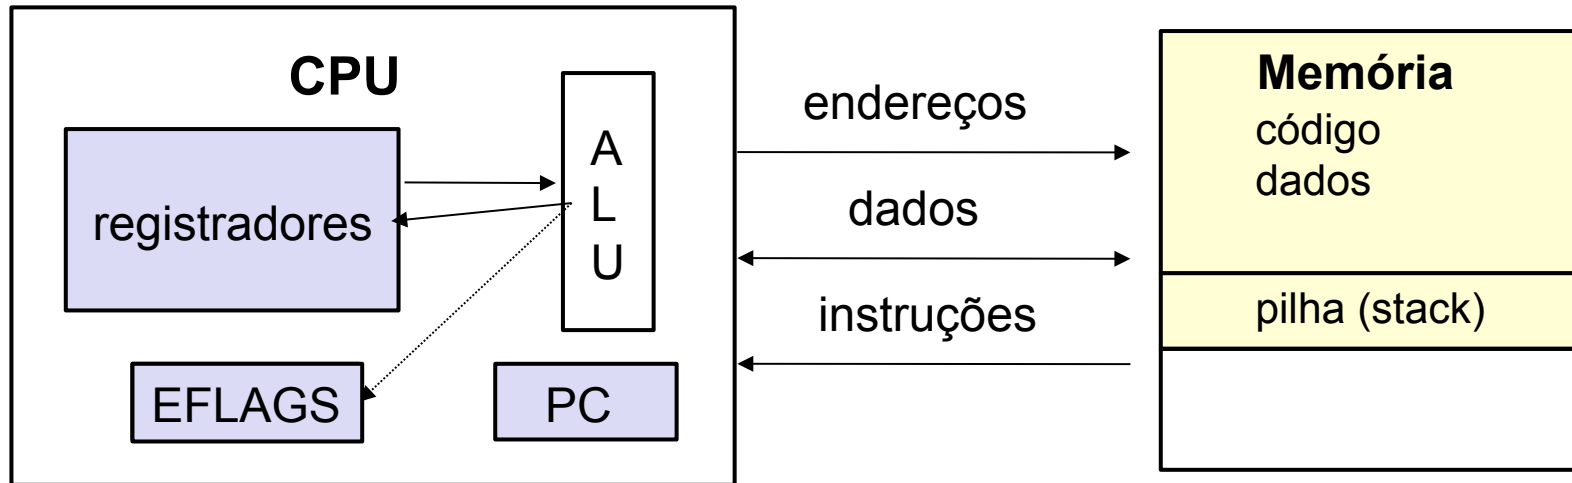 CPU
registradores
A
L
U
EFLAGS
PC
endereços
dados
instruções
Memória
código
dados
pilha (stack)